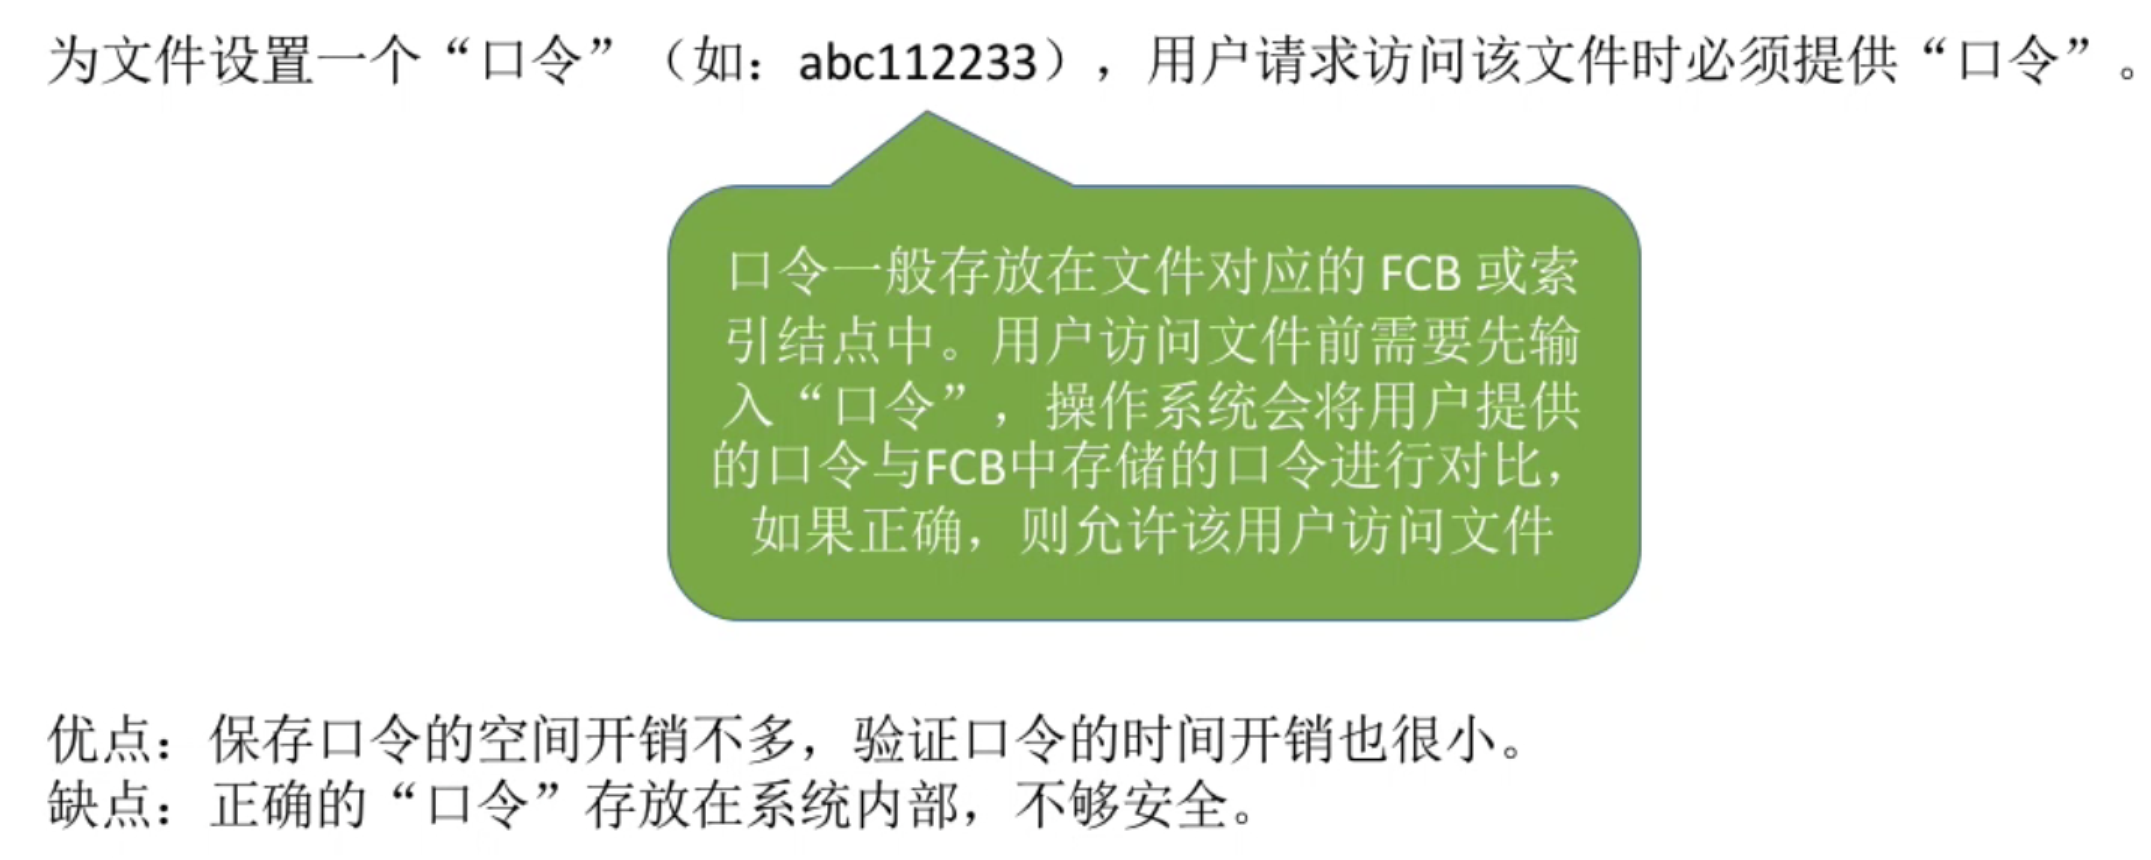 为文件设置一个“口令”（如：abc112233），用户请求访问该文件时必须提供“口令”。
口令一般存放在文件对应的 FCB 或索
引结点中。用户访问文件前需要先输
入“口令”，操作系统会将用户提供
的口令与FCB中存储的口令进行对比，
如果正确，则允许该用户访问文件
优点：保存口令的空间开销不多，验证口令的时间开销也很小。
缺点：正确的“口令”存放在系统内部，不够安全。